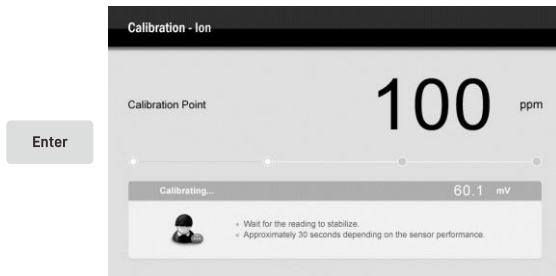 Calibration - Ion
Calibration Point 100 ppm
Enter
Calibrating... 60.1 mV
Wait for the reading to stabilize.
Approximately 30 seconds depending on the sensor performance.